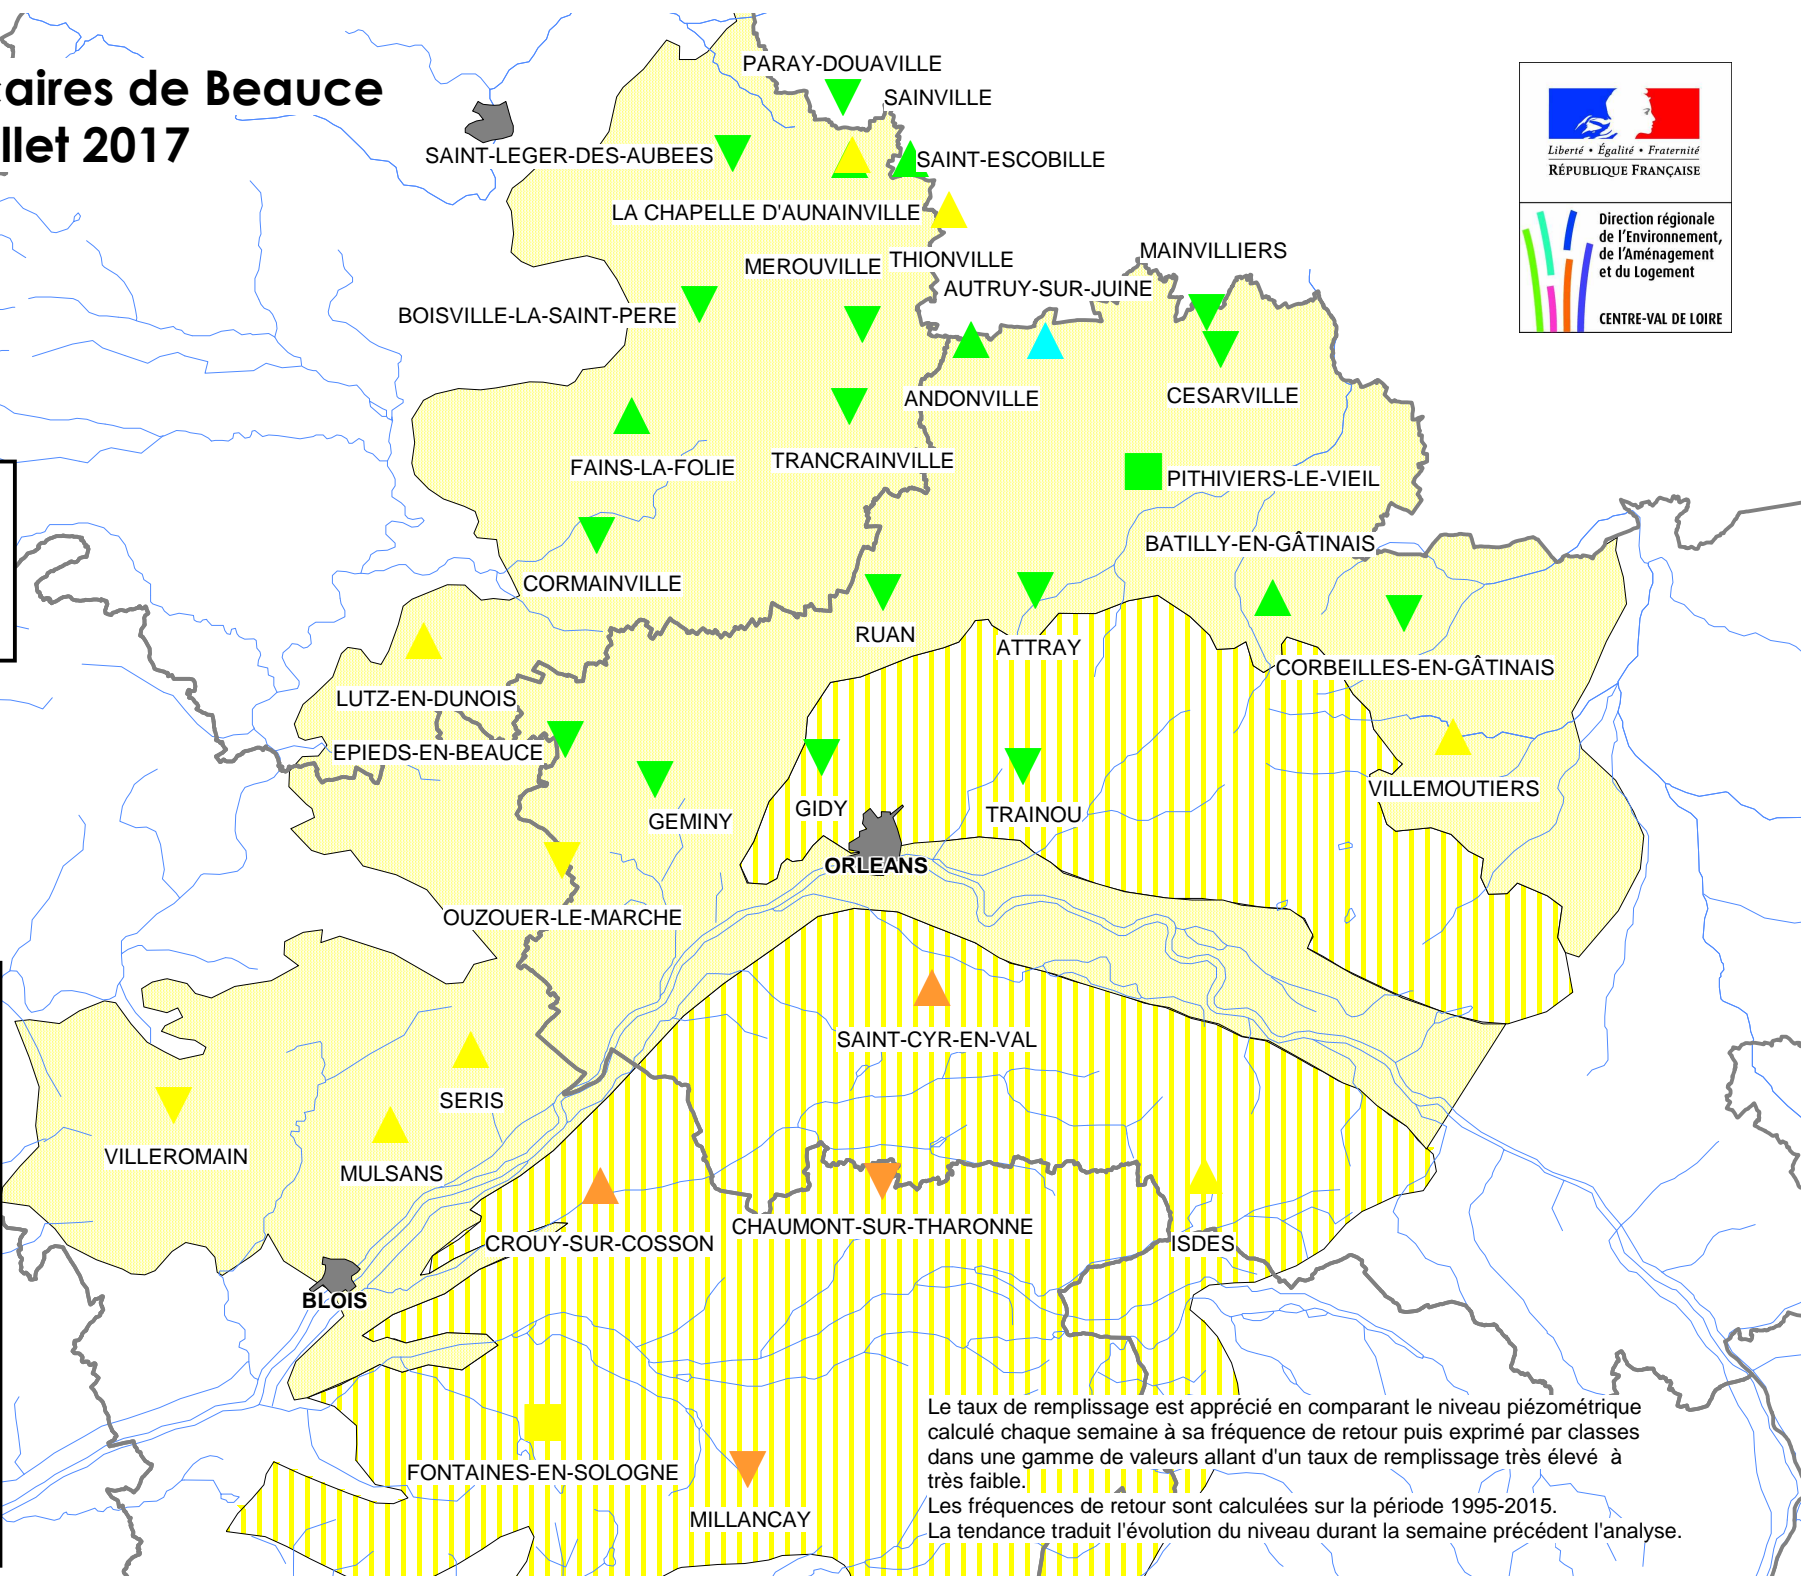 caires de Beauce
illet 2017
PARAY-DOUAVILLE
SAINVILLE
SAINT-LEGER-DES-AUBEES
SAINT-ESCOBILLE
LA CHAPELLE D'AUNAINVILLE
MEROUVILLE
THIONVILLE
MAINVILLIERS
AUTRUY-SUR-JUINE
BOISVILLE-LA-SAINT-PERE
ANDONVILLE
CESARVILLE
FAINS-LA-FOLIE
TRANCRAINVILLE
PITHIVIERS-LE-VIEIL
BATILLY-EN-GÂTINAIS
CORMAINVILLE
RUAN
ATTRAY
CORBEILLES-EN-GÂTINAIS
LUTZ-EN-DUNOIS
EPIEDS-EN-BEAUCE
GEMINY
GIDY
TRAINOU
VILLEMOUTIERS
ORLEANS
OUZOUER-LE-MARCHE
SAINT-CYR-EN-VAL
SERIS
VILLEROMAIN
MULSANS
CROUY-SUR-COSSON
CHAUMONT-SUR-THARONNE
ISDES
BLOIS
FONTAINES-EN-SOLOGNE
MILLANCAY
Liberté • Égalité • Fraternité
RÉPUBLIQUE FRANÇAISE
Direction régionale
de l'Environnement,
de l'Aménagement
et du Logement
CENTRE-VAL DE LOIRE
Le taux de remplissage est apprécié en comparant le niveau piézométrique
calculé chaque semaine à sa fréquence de retour puis exprimé par classes
dans une gamme de valeurs allant d'un taux de remplissage très élevé à
très faible.
Les fréquences de retour sont calculées sur la période 1995-2015.
La tendance traduit l'évolution du niveau durant la semaine précédent l'analyse.